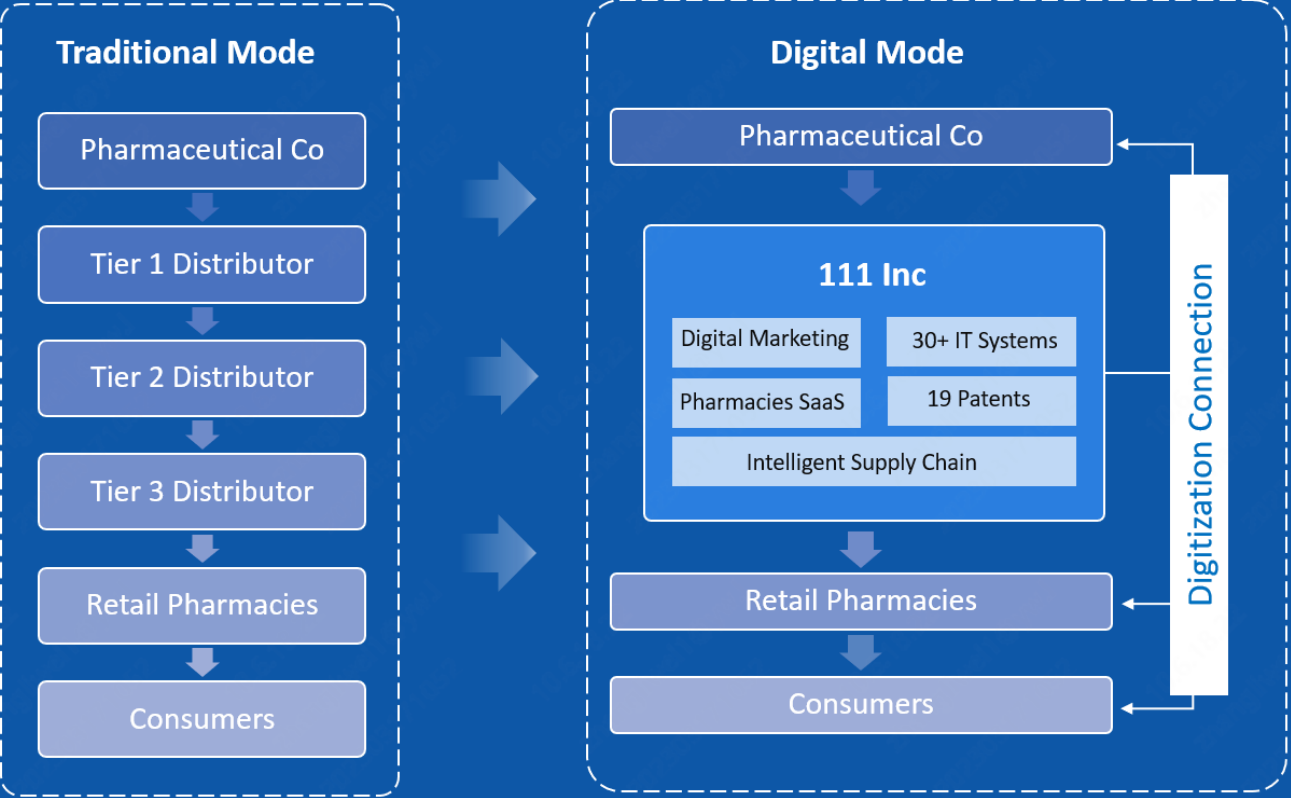 Traditional Mode
Pharmaceutical Co
Tier 1 Distributor
Tier 2 Distributor
Tier 3 Distributor
Retail Pharmacies
Consumers
Digital Mode
Pharmaceutical Co
111 Inc
Digital Marketing
30+ IT Systems
Pharmacies SaaS
19 Patents
Intelligent Supply Chain
Retail Pharmacies
Consumers
Digitization Connection